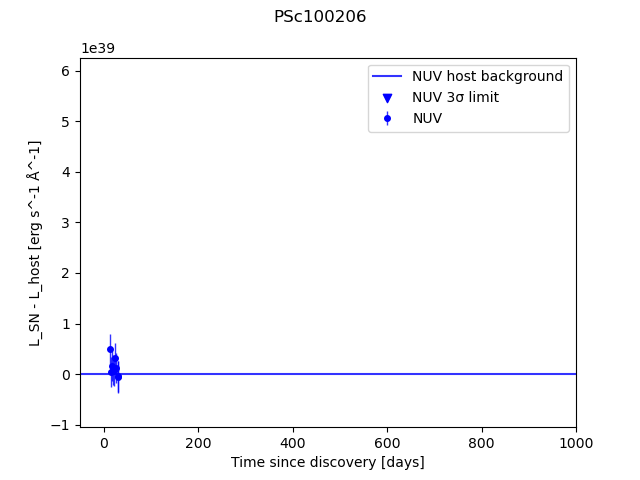 PSc100206
1e39
NUV host background
NUV 3σ limit
NUV
6
5
4
3
2
1
0
−1
L_SN - L_host [erg s^-1 Å^-1]
0 200 400 600 800 1000
Time since discovery [days]